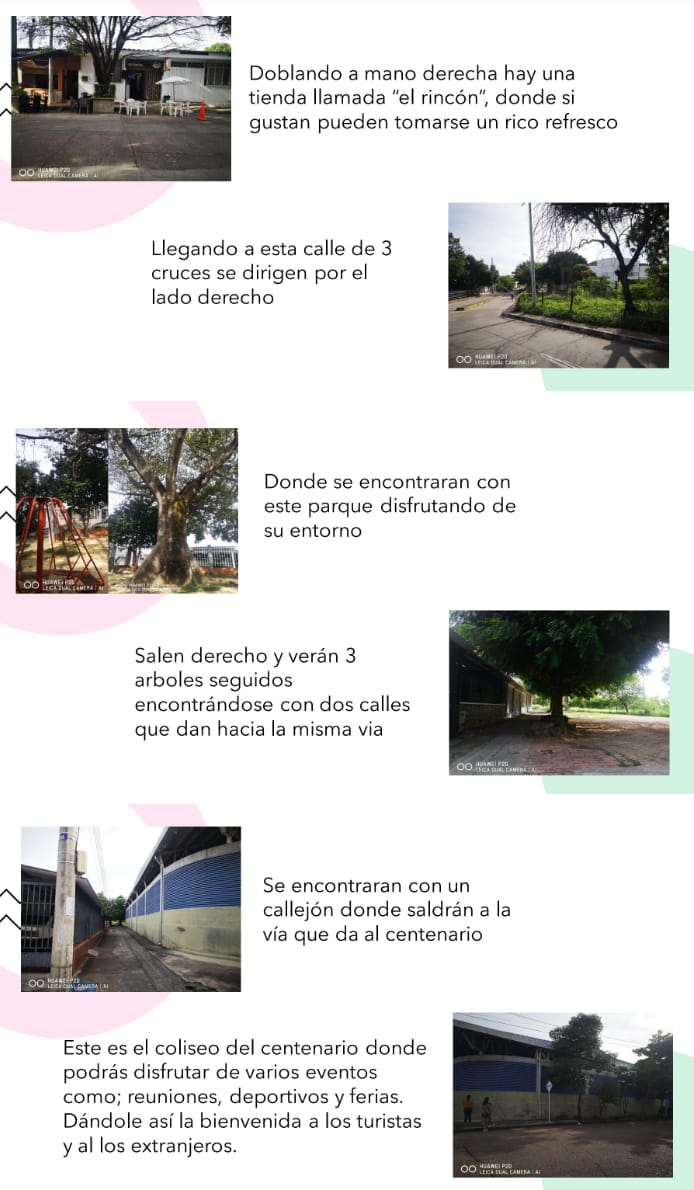 Doblando a mano derecha hay una
tienda llamada “el rincón”, donde si
gustan pueden tomarse un rico refresco
HUAWEI P20
LEICA DUAL CAMERA | AI
Llegando a esta calle de 3
cruces se dirigen por el
lado derecho
HUAWEI P20
LEICA DUAL CAMERA | AI
Donde se encontraran con
este parque disfrutando de
su entorno
HUAWEI P20
LEICA DUAL CAMERA | AI
HUAWEI P20
LEICA DUAL CAMERA | AI
Salen derecho y verán 3
arboles seguidos
encontrándose con dos calles
que dan hacia la misma via
HUAWEI P20
LEICA DUAL CAMERA | AI
Se encontraran con un
callejón donde saldrán a la
vía que da al centenario
HUAWEI P20
LEICA DUAL CAMERA | AI
Este es el coliseo del centenario donde
podrás disfrutar de varios eventos
como; reuniones, deportivos y ferias.
Dándole así la bienvenida a los turistas
y al los extranjeros.
HUAWEI P20
LEICA DUAL CAMERA | AI